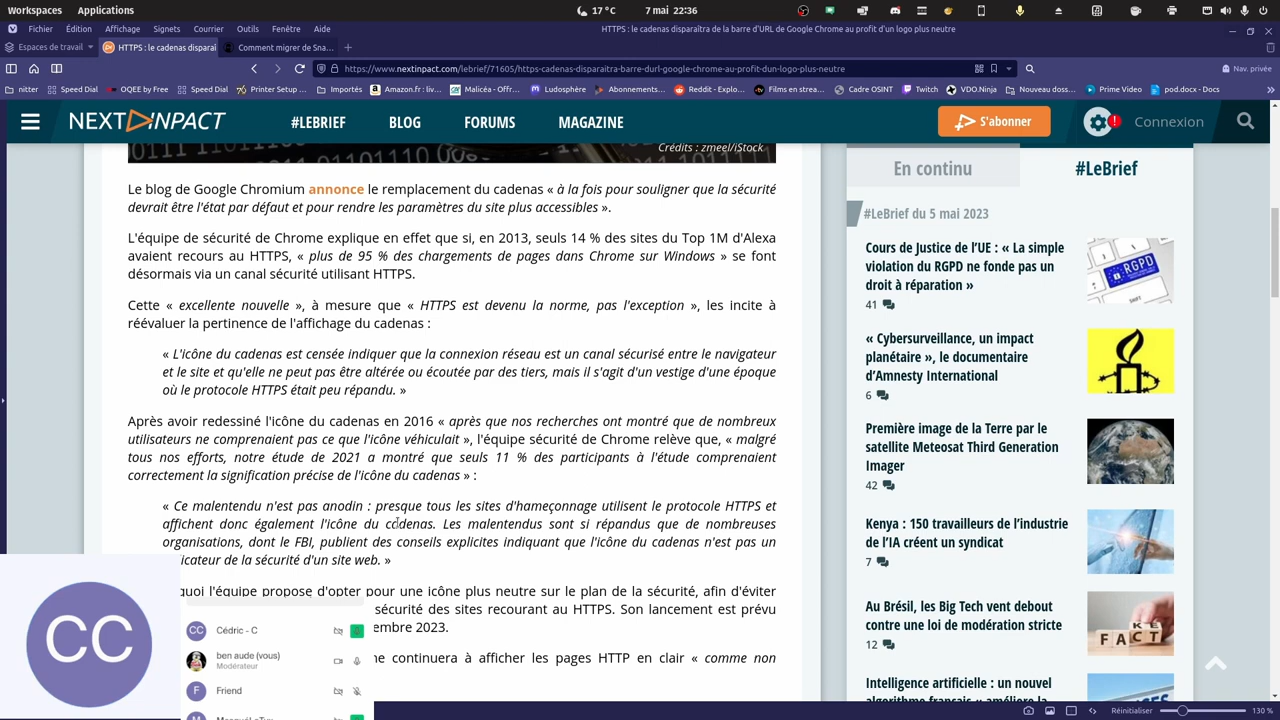 Workspaces
Applications
Fichier Édition Affichage Signets Courrier Outils Fenêtre Aide
HTTPS : le cadenas disparaîtra de la barre d'URL de Google Chrome au profit d'un logo plus neutre
Espaces de travail
HTTPS : le cadenas disparaî
Comment migrer de Sna...
https://www.nextinpact.com/lebrief/71605/https-cadenas-disparaitra-barre-durl-google-chrome-au-profit-dun-logo-plus-neutre
Nav. privée
nitter Speed Dial OQEE by Free Speed Dial Printer Setup ... Importés Amazon.fr : livr... Malicéa - Offr... Ludosphère Abonnements... Reddit - Explo... Films en strea... Cadre OSINT Twitch VDO.Ninja Nouveau doss... Prime Video pod.docx - Docs
NEXT INPACT
#LEBRIEF
BLOG
FORUMS
MAGAZINE
S'abonner
Connexion
Crédits : zmeel/iStock
Le blog de Google Chromium annonce le remplacement du cadenas « à la fois pour souligner que la sécurité
devrait être l'état par défaut et pour rendre les paramètres du site plus accessibles ».
L'équipe de sécurité de Chrome explique en effet que si, en 2013, seuls 14 % des sites du Top 1M d'Alexa
avaient recours au HTTPS, « plus de 95 % des chargements de pages dans Chrome sur Windows » se font
désormais via un canal sécurité utilisant HTTPS.
Cette « excellente nouvelle », à mesure que « HTTPS est devenu la norme, pas l'exception », les incite à
réévaluer la pertinence de l'affichage du cadenas :
« L'icône du cadenas est censée indiquer que la connexion réseau est un canal sécurisé entre le navigateur
et le site et qu'elle ne peut pas être altérée ou écoutée par des tiers, mais il s'agit d'un vestige d'une époque
où le protocole HTTPS était peu répandu. »
Après avoir redessiné l'icône du cadenas en 2016 « après que nos recherches ont montré que de nombreux
utilisateurs ne comprenaient pas ce que l'icône véhiculait », l'équipe sécurité de Chrome relève que, « malgré
tous nos efforts, notre étude de 2021 a montré que seuls 11 % des participants à l'étude comprenaient
correctement la signification précise de l'icône du cadenas » :
« Ce malentendu n'est pas anodin : presque tous les sites d'hameçonnage utilisent le protocole HTTPS et
affichent donc également l'icône du cadenas. Les malentendus sont si répandus que de nombreuses
organisations, dont le FBI, publient des conseils explicites indiquant que l'icône du cadenas n'est pas un
icateur de la sécurité d'un site web. »
quoi l'équipe propose d'opter pour une icône plus neutre sur le plan de la sécurité, afin d'éviter
sécurité des sites recourant au HTTPS. Son lancement est prévu
embre 2023.
ne continuera à afficher les pages HTTP en clair « comme non
CC
CC Cédric - C
ben aude (vous)
Modérateur
F Friend
En continu
#LeBrief
#LeBrief du 5 mai 2023
Cours de Justice de l'UE : « La simple
violation du RGPD ne fonde pas un
droit à réparation »
41
RGPD
« Cybersurveillance, un impact
planétaire », le documentaire
d'Amnesty International
6
Première image de la Terre par le
satellite Meteosat Third Generation
Imager
42
Kenya : 150 travailleurs de l'industrie
de l'IA créent un syndicat
7
Au Brésil, les Big Tech vent debout
contre une loi de modération stricte
12
FACT
Intelligence artificielle : un nouvel
Réinitialiser
130 %